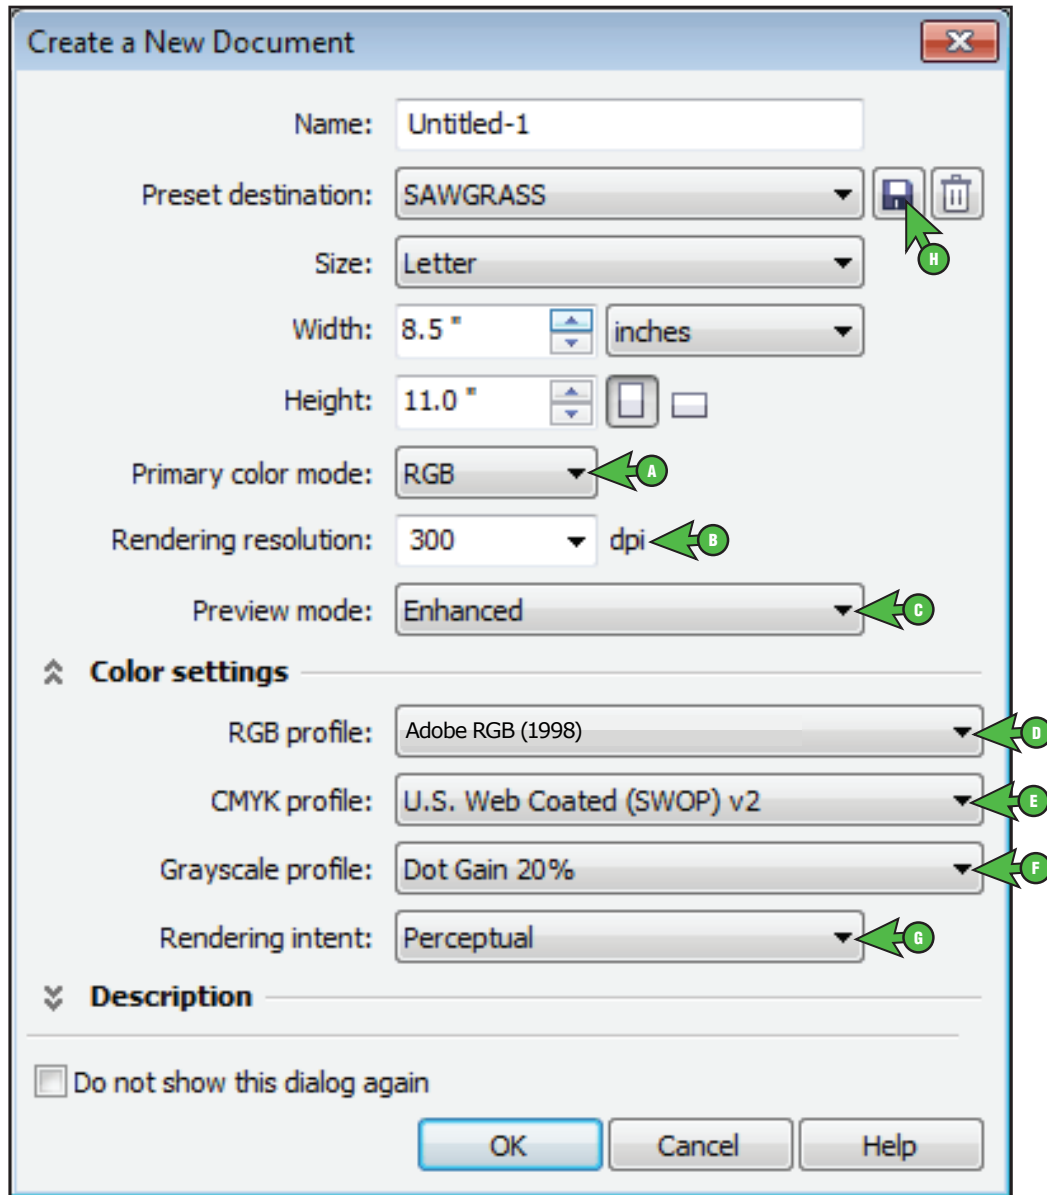 Create a New Document
Name: Untitled-1
Preset destination: SAWGRASS
H
Size: Letter
Width: 8.5 " inches
Height: 11.0 "
Primary color mode: RGB A
Rendering resolution: 300 dpi B
Preview mode: Enhanced C
Color settings
RGB profile: Adobe RGB (1998) D
CMYK profile: U.S. Web Coated (SWOP) v2 E
Grayscale profile: Dot Gain 20% F
Rendering intent: Perceptual G
Description
Do not show this dialog again
OK Cancel Help